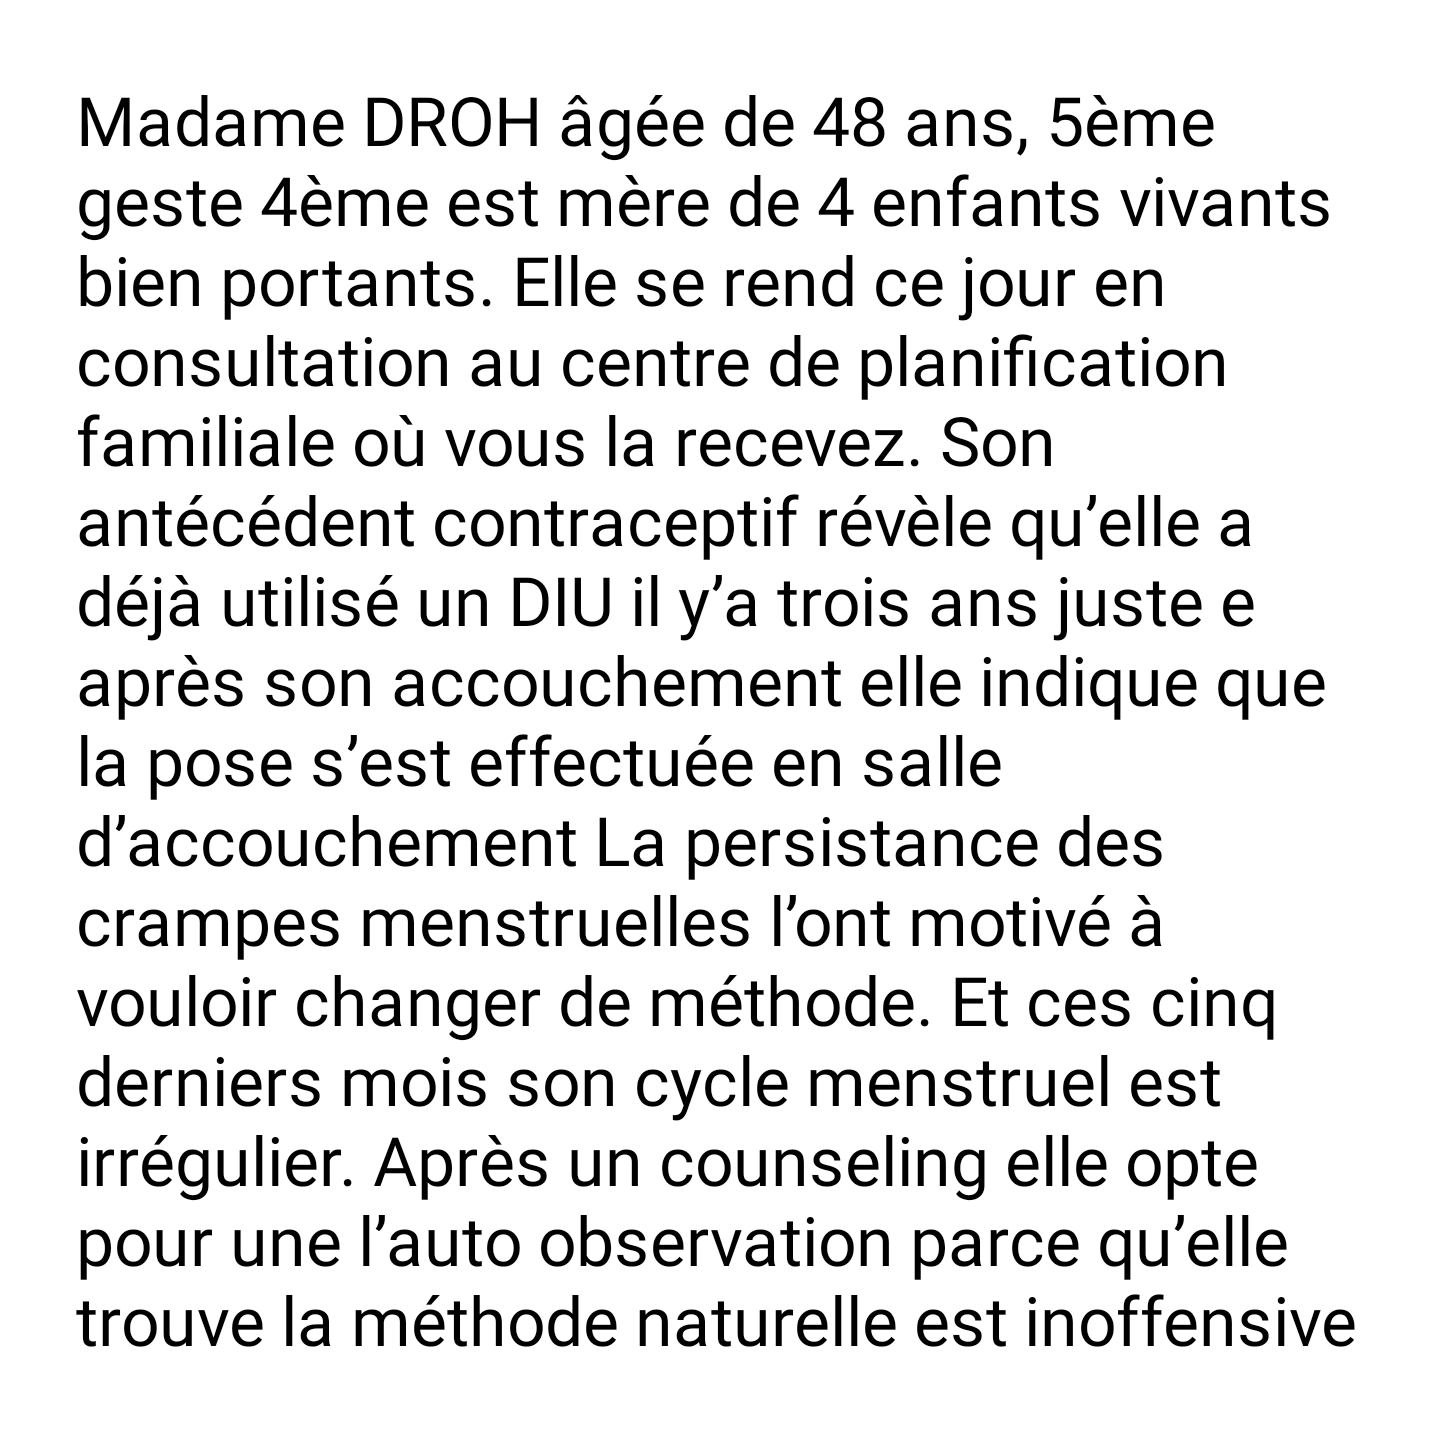 Madame DROH âgée de 48 ans, 5ème
geste 4ème est mère de 4 enfants vivants
bien portants. Elle se rend ce jour en
consultation au centre de planification
familiale où vous la recevez. Son
antécédent contraceptif révèle qu’elle a
déjà utilisé un DIU il y’a trois ans juste e
après son accouchement elle indique que
la pose s’est effectuée en salle
d’accouchement La persistance des
crampes menstruelles l’ont motivé à
vouloir changer de méthode. Et ces cinq
derniers mois son cycle menstruel est
irrégulier. Après un counseling elle opte
pour une l’auto observation parce qu’elle
trouve la méthode naturelle est inoffensive